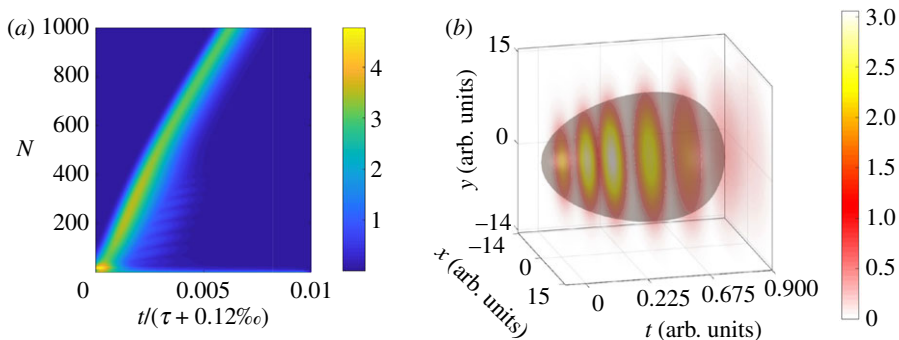 (a)
1000
800
600
N
400
200
0 0.005 0.01
t/(τ + 0.12‰)
4
3
2
1
(b)
15
0
−14
y (arb. units)
−14
0
15
x (arb. units)
0 0.225 0.675 0.900
t (arb. units)
3.0
2.5
2.0
1.5
1.0
0.5
0